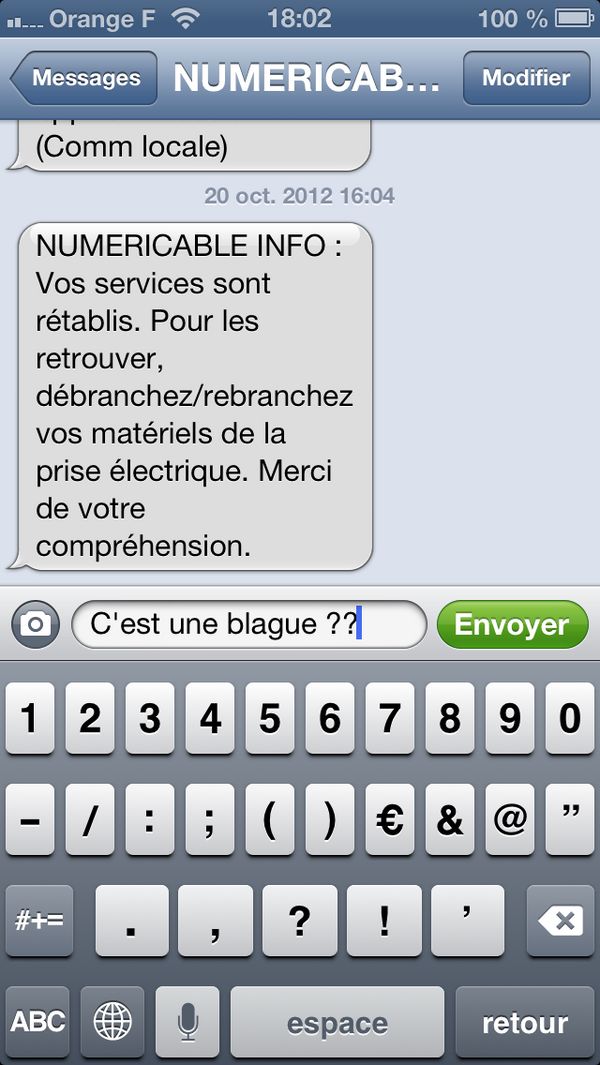 Orange F 18:02 100 %
Messages NUMERICAB... Modifier
(Comm locale)
20 oct. 2012 16:04
NUMERICABLE INFO :
Vos services sont
rétablis. Pour les
retrouver,
débranchez/rebranchez
vos matériels de la
prise électrique. Merci
de votre
compréhension.
C'est une blague ?? Envoyer
1 2 3 4 5 6 7 8 9 0
- / : ; ( ) € & @ "
#+= . , ? ! '
ABC espace retour